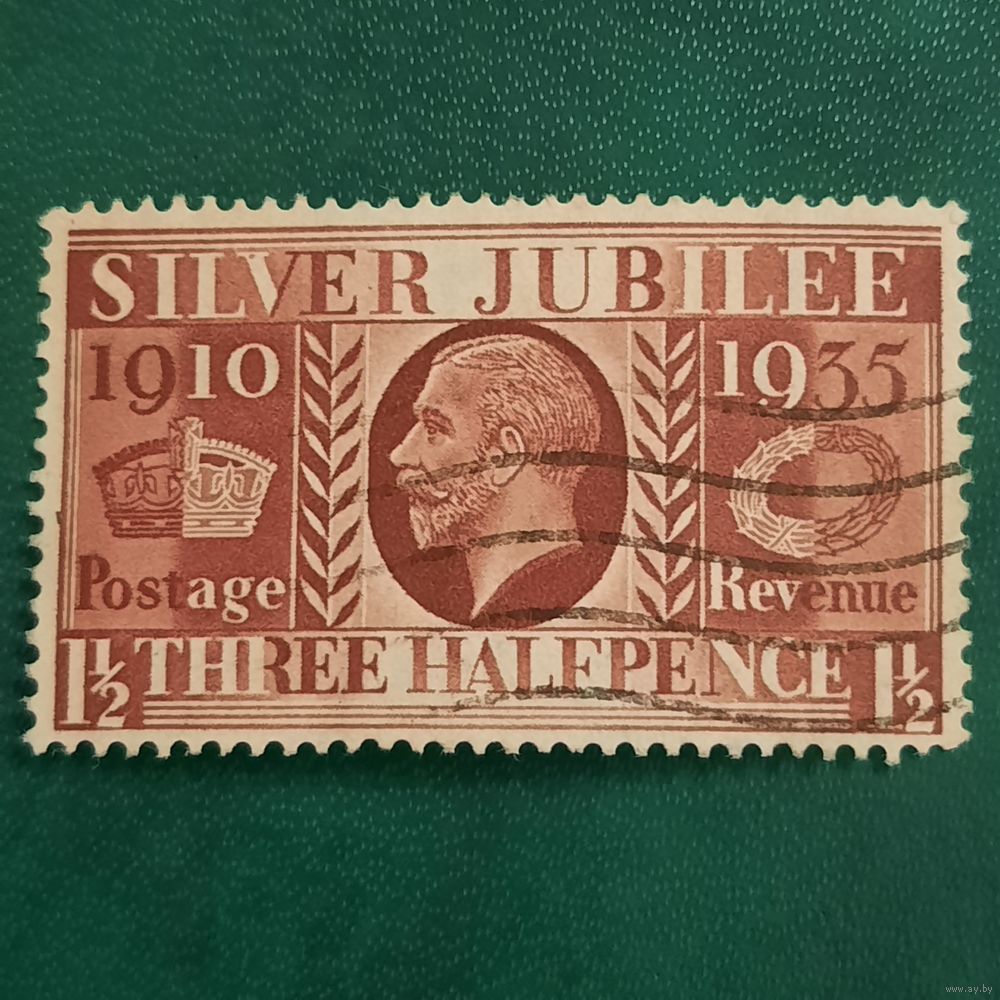 SILVER JUBILEE
1910 1935
Postage Revenue
1½ THREE HALFPENCE 1½
www.ay.by